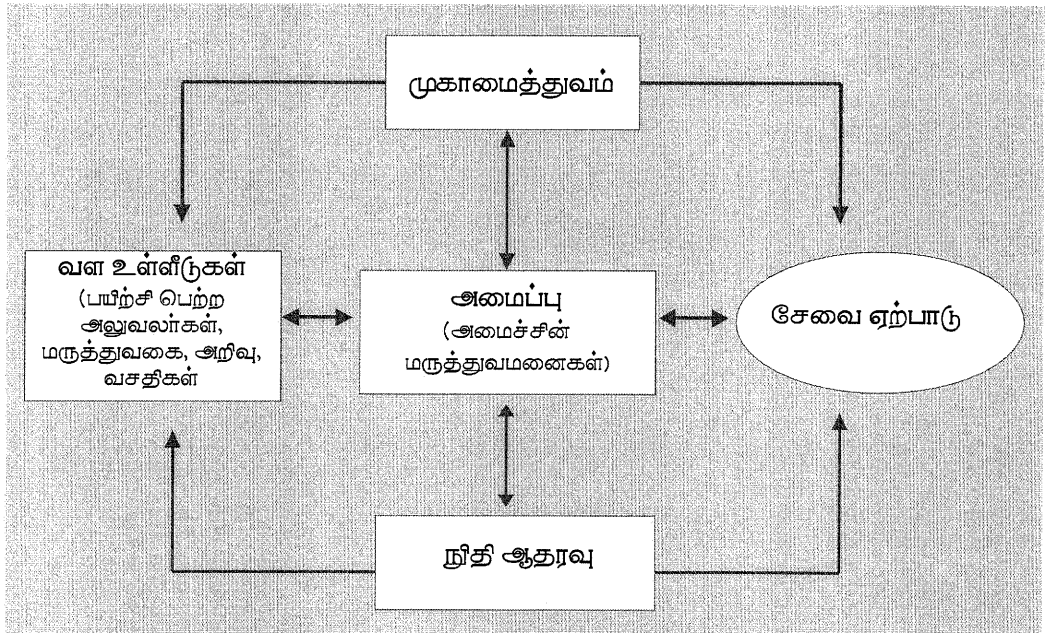 முகாமைத்துவம்
வள உள்ளீடுகள்
(பயிற்சி பெற்ற
அலுவலர்கள்,
மருத்துவகை, அறிவு,
வசதிகள்
அமைப்பு
(அமைச்சின்
மருத்துவமனைகள்)
சேவை ஏற்பாடு
நிதி ஆதரவு